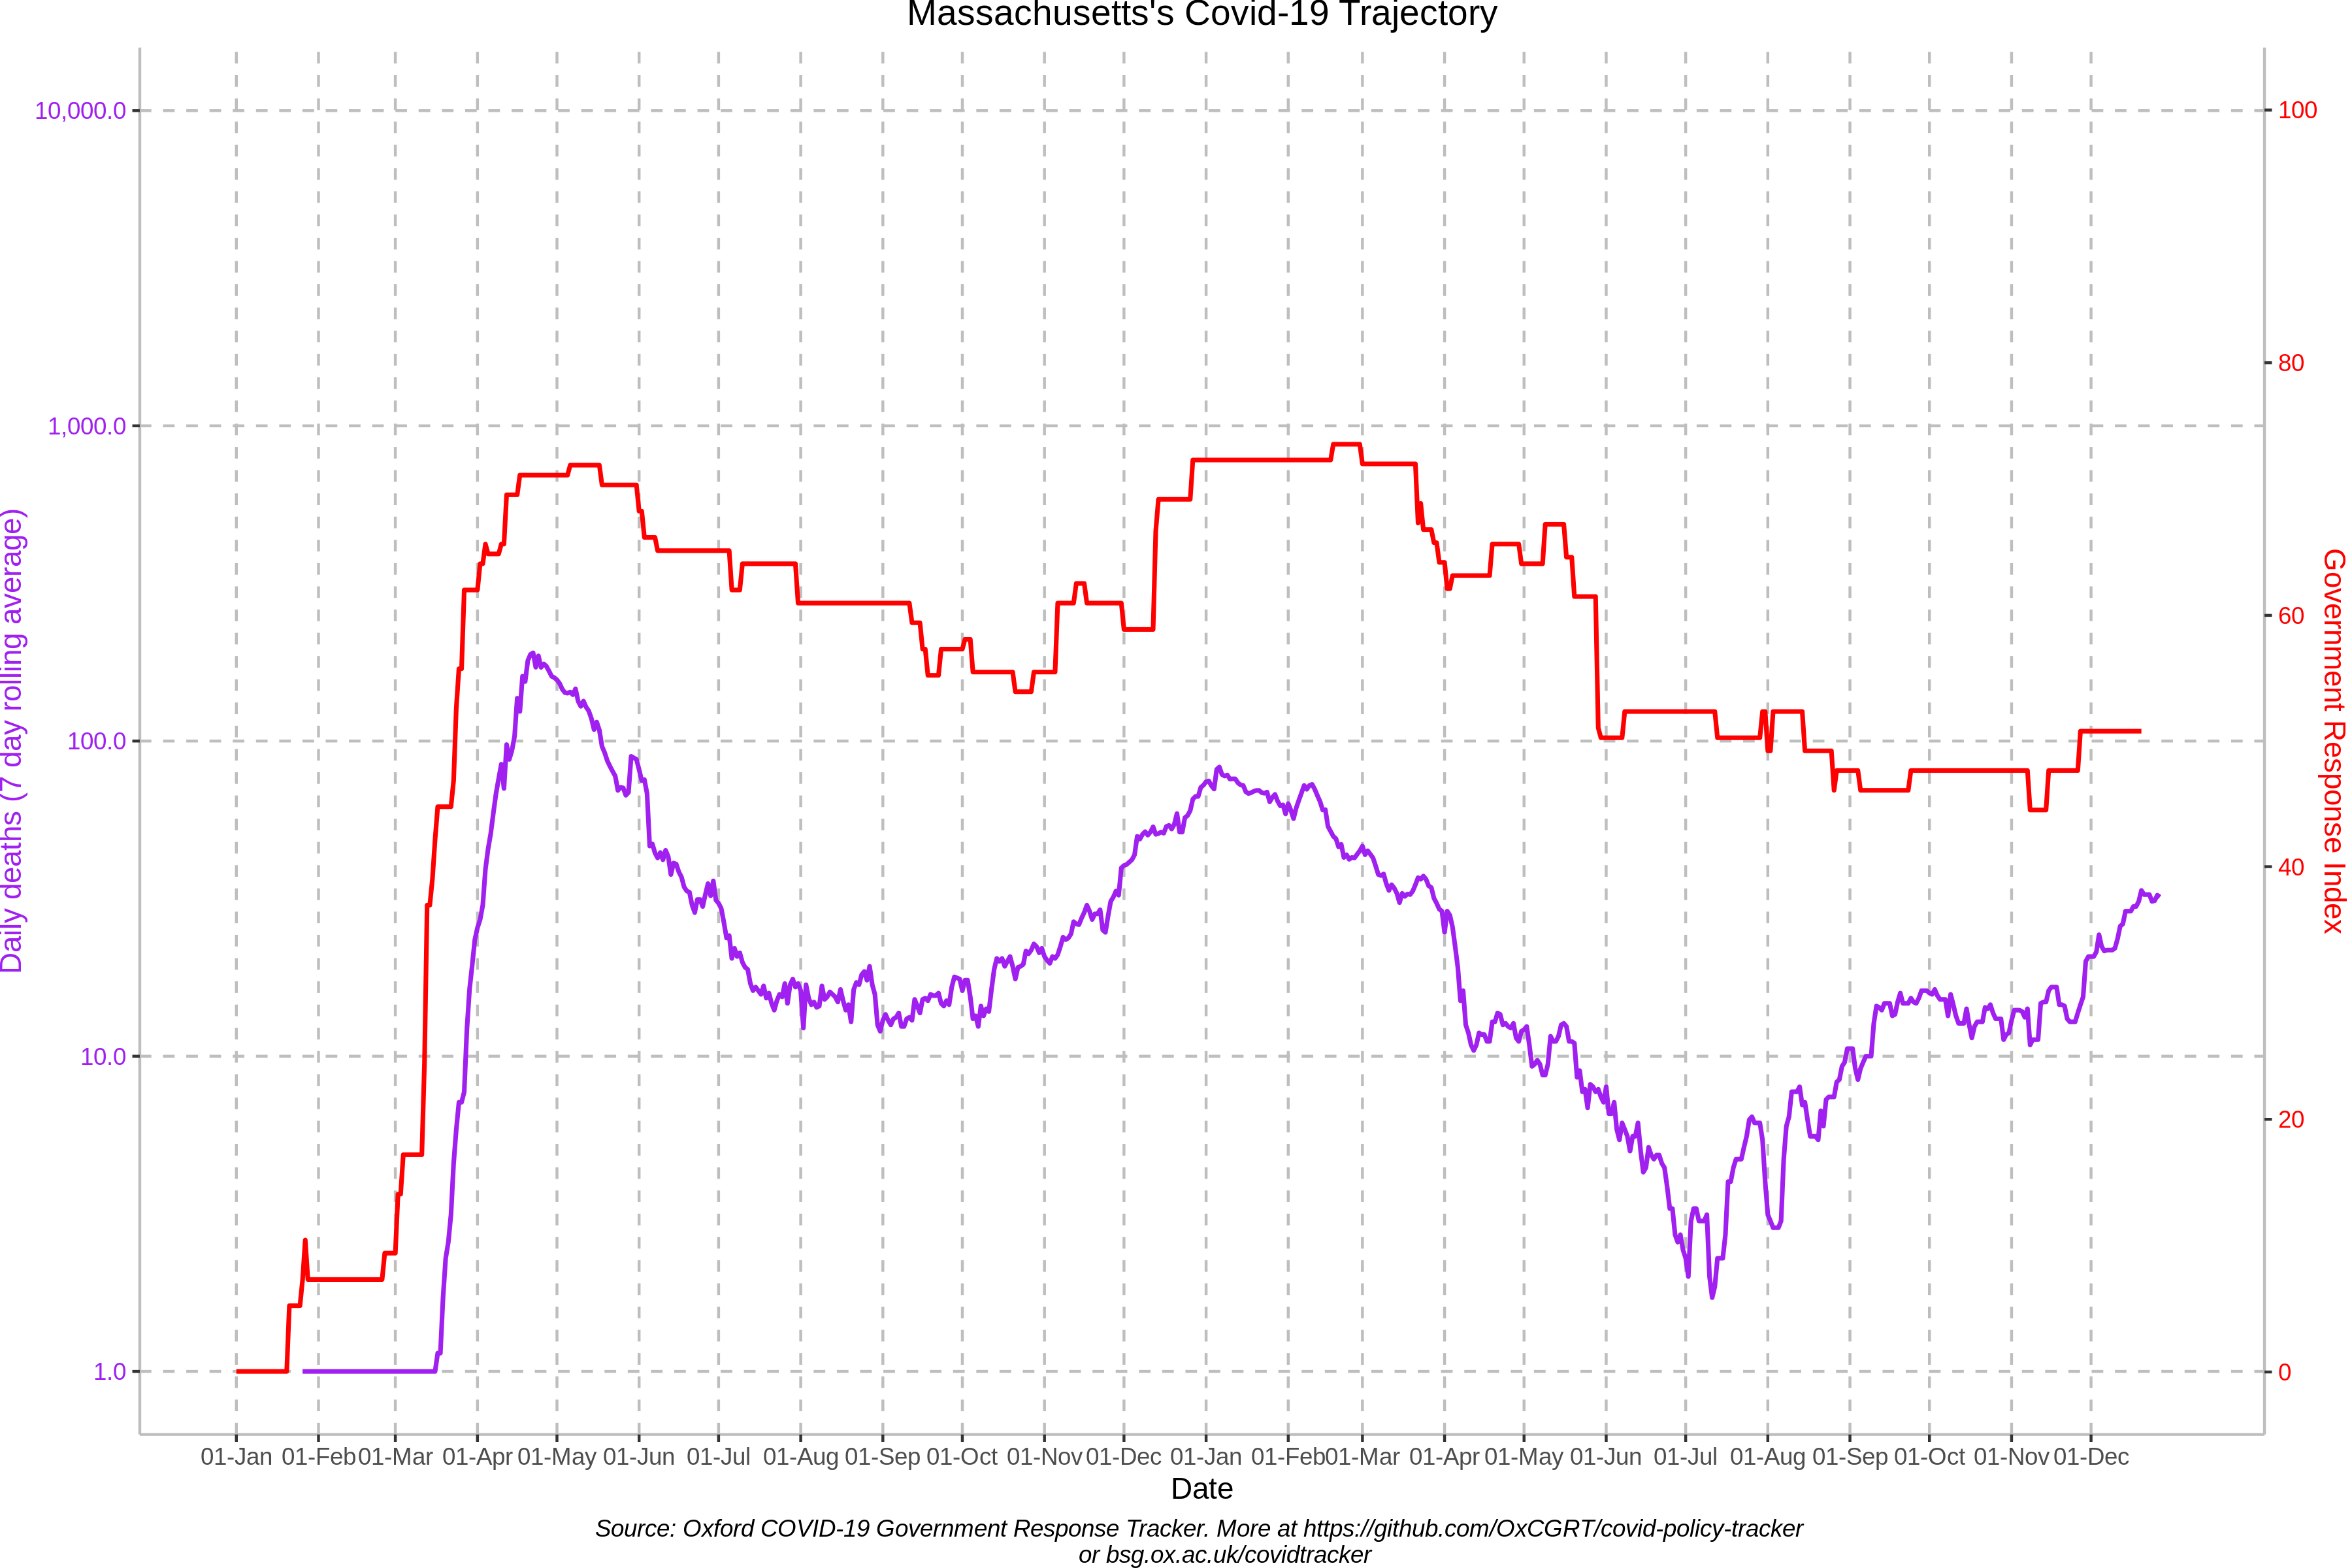 Massachusetts's Covid-19 Trajectory
10,000.0
1,000.0
100.0
10.0
1.0
Daily deaths (7 day rolling average)
100
80
60
40
20
0
Government Response Index
01-Jan 01-Feb 01-Mar 01-Apr 01-May 01-Jun 01-Jul 01-Aug 01-Sep 01-Oct 01-Nov 01-Dec 01-Jan 01-Feb 01-Mar 01-Apr 01-May 01-Jun 01-Jul 01-Aug 01-Sep 01-Oct 01-Nov 01-Dec
Date
Source: Oxford COVID-19 Government Response Tracker. More at https://github.com/OxCGRT/covid-policy-tracker
or bsg.ox.ac.uk/covidtracker